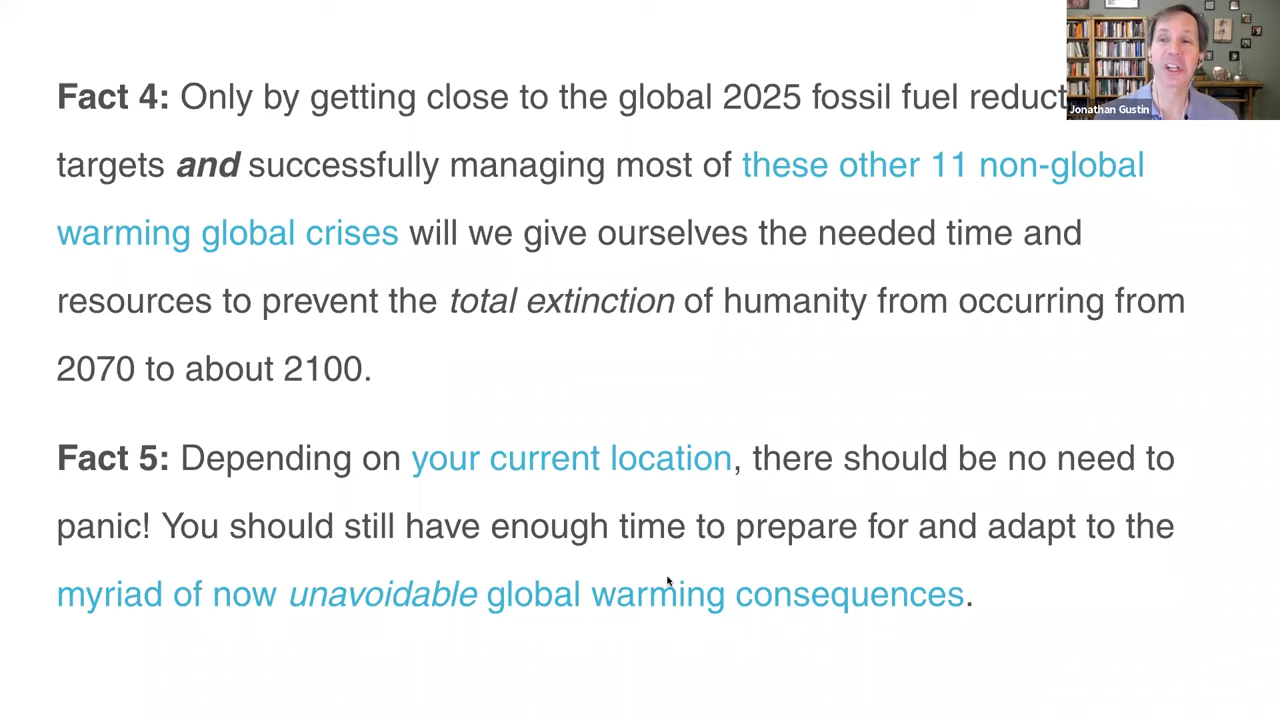 Fact 4: Only by getting close to the global 2025 fossil fuel reduct
targets and successfully managing most of these other 11 non-global
warming global crises will we give ourselves the needed time and
resources to prevent the total extinction of humanity from occurring from
2070 to about 2100.
Fact 5: Depending on your current location, there should be no need to
panic! You should still have enough time to prepare for and adapt to the
myriad of now unavoidable global warming consequences.
Jonathan Gustin